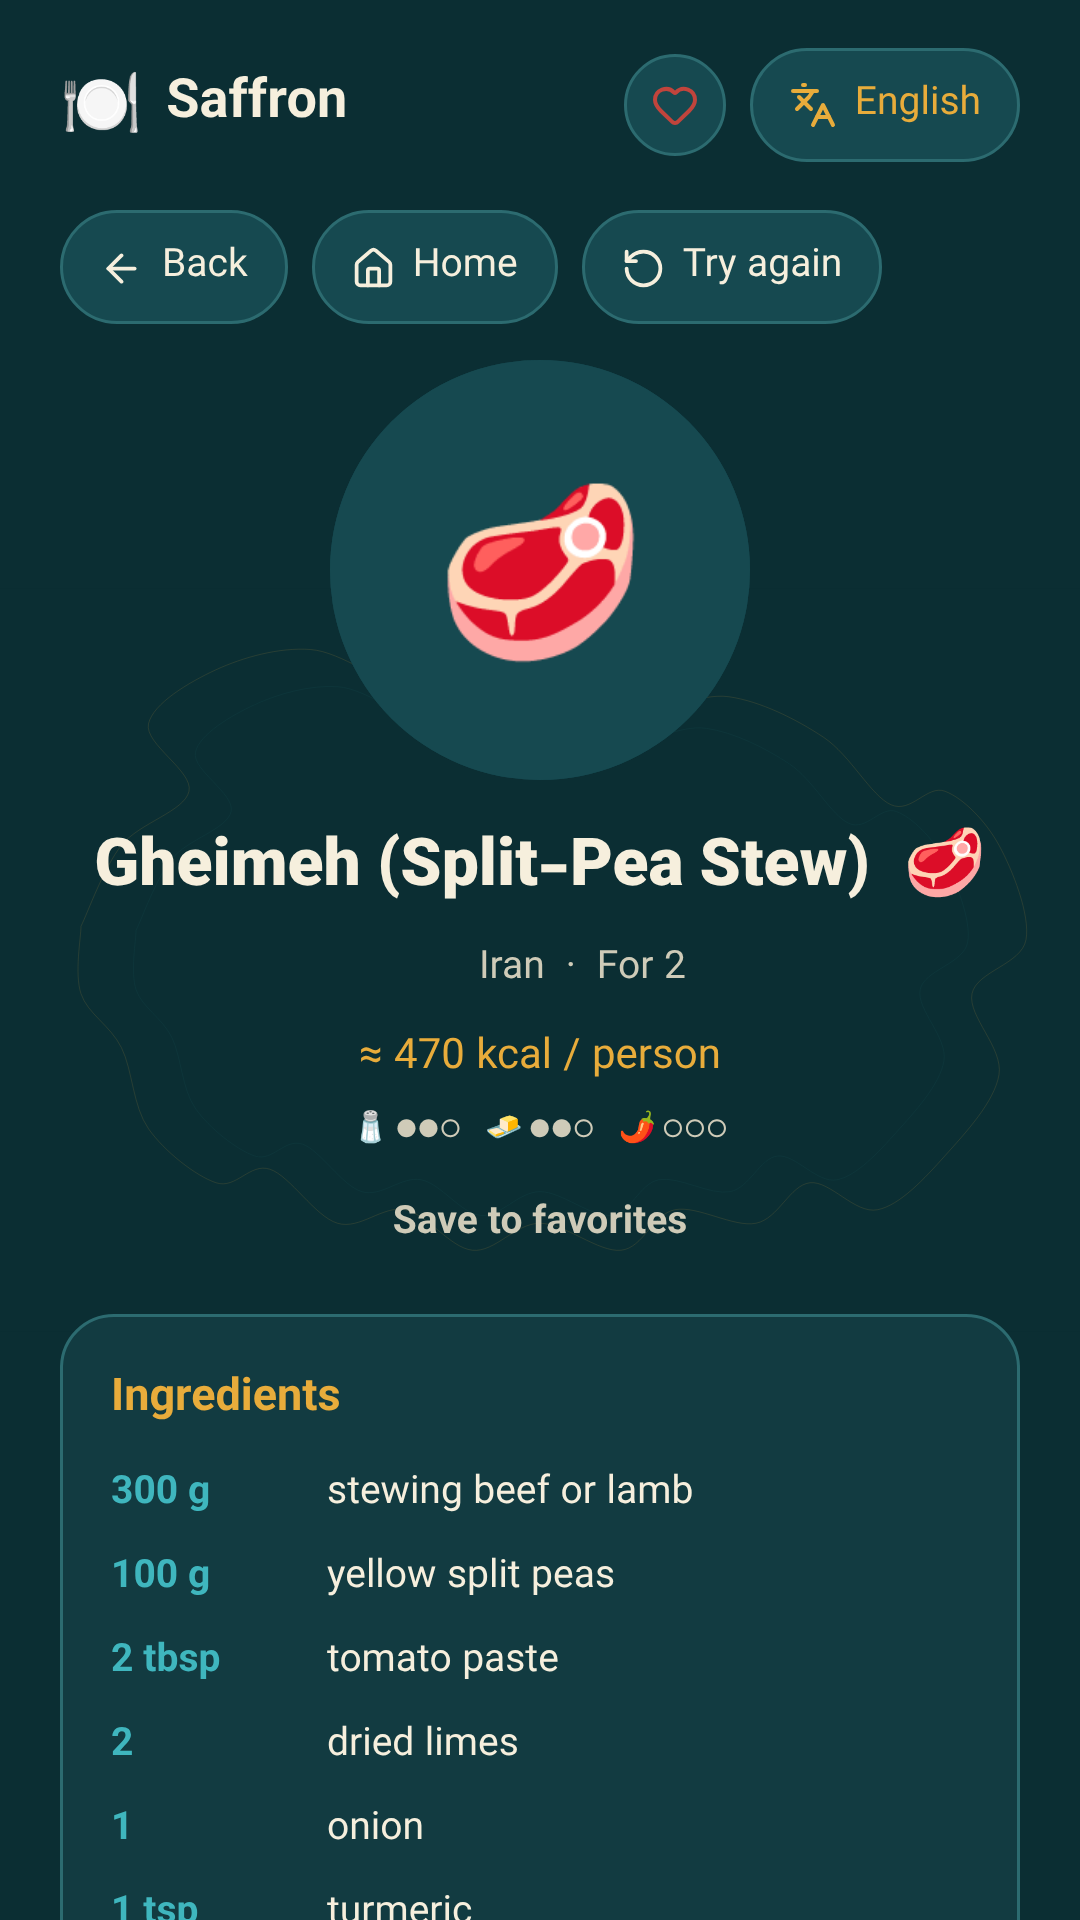 Saffron
English
Back
Home
Try again
Gheimeh (Split-Pea Stew)
Iran · For 2
≈ 470 kcal / person
Save to favorites
Ingredients
300 g stewing beef or lamb
100 g yellow split peas
2 tbsp tomato paste
2 dried limes
1 onion
1 tsp turmeric